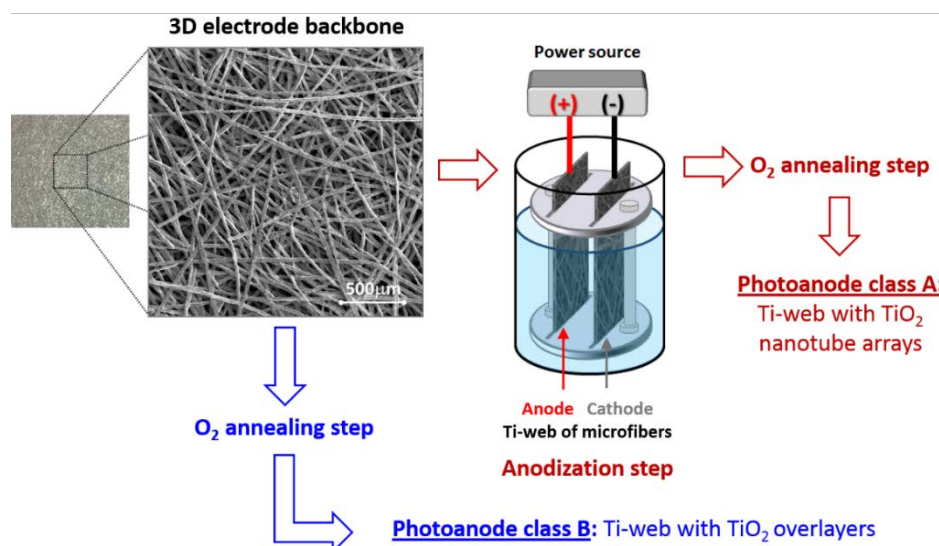 3D electrode backbone
500μm
Power source
(+) (-)
Anode Cathode
Ti-web of microfibers
Anodization step
O₂ annealing step
Photoanode class A:
Ti-web with TiO₂
nanotube arrays
O₂ annealing step
Photoanode class B: Ti-web with TiO₂ overlayers